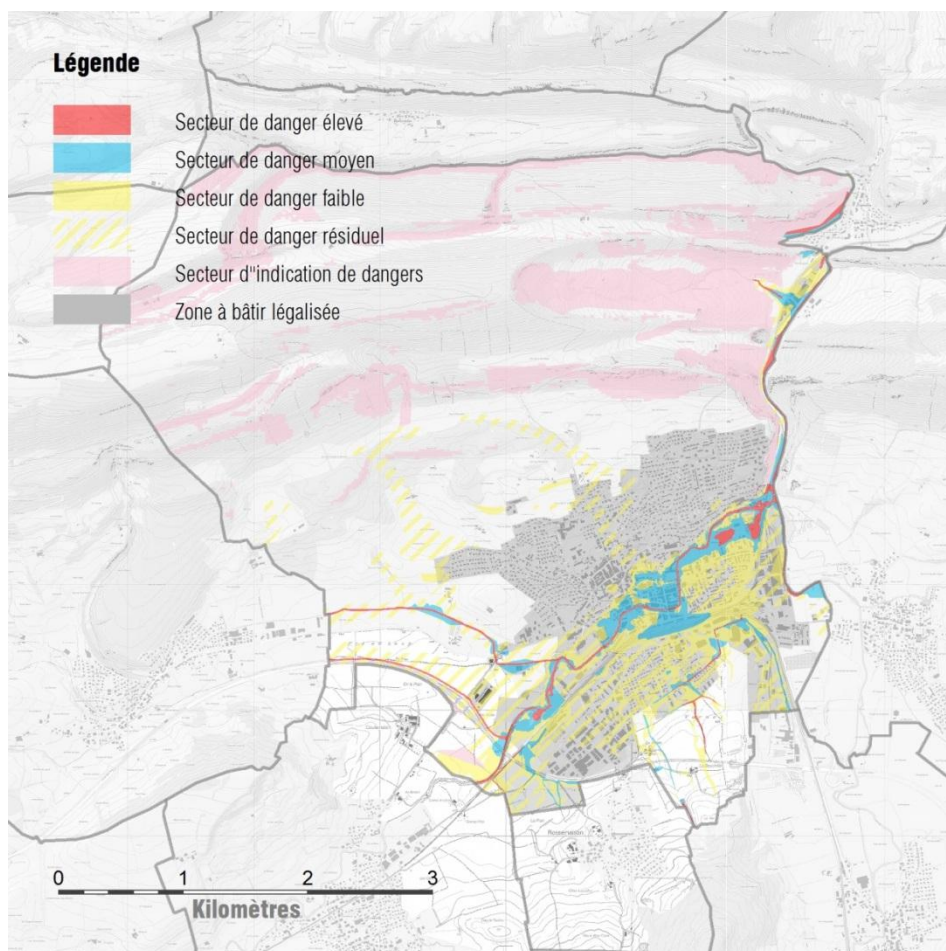 Légende
Secteur de danger élevé
Secteur de danger moyen
Secteur de danger faible
Secteur de danger résiduel
Secteur d"indication de dangers
Zone à bâtir légalisée
Rossemaison
0 1 2 3
Kilomètres